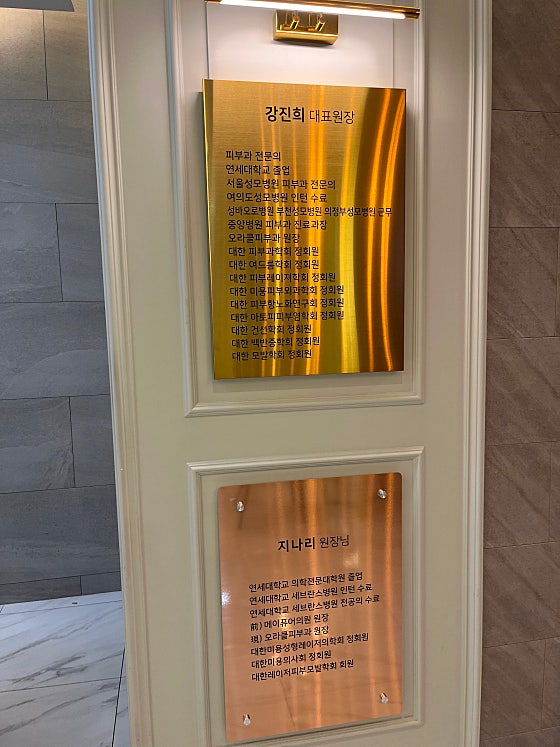 강진희 대표원장
피부과 전문의
연세대학교 졸업
서울성모병원 피부과 전문의
여의도성모병원 인턴 수료
성바오로병원 부천성모병원 의정부성모병원 근무
중앙병원 피부과 진료과장
오라클피부과 원장
대한 피부과학회 정회원
대한 여드름학회 정회원
대한 피부레이저학회 정회원
대한 미용피부외과학회 정회원
대한 피부항노화연구회 정회원
대한 아토피피부염학회 정회원
대한 건선학회 정회원
대한 백반증학회 정회원
대한 모발학회 정회원
지나리 원장님
연세대학교 의학전문대학원 졸업
연세대학교 세브란스병원 인턴 수료
연세대학교 세브란스병원 전공의 수료
前) 메이퓨어의원 원장
現) 오라클피부과 원장
대한미용성형레이저의학회 정회원
대한미용의사회 정회원
대한레이저피부모발학회 회원